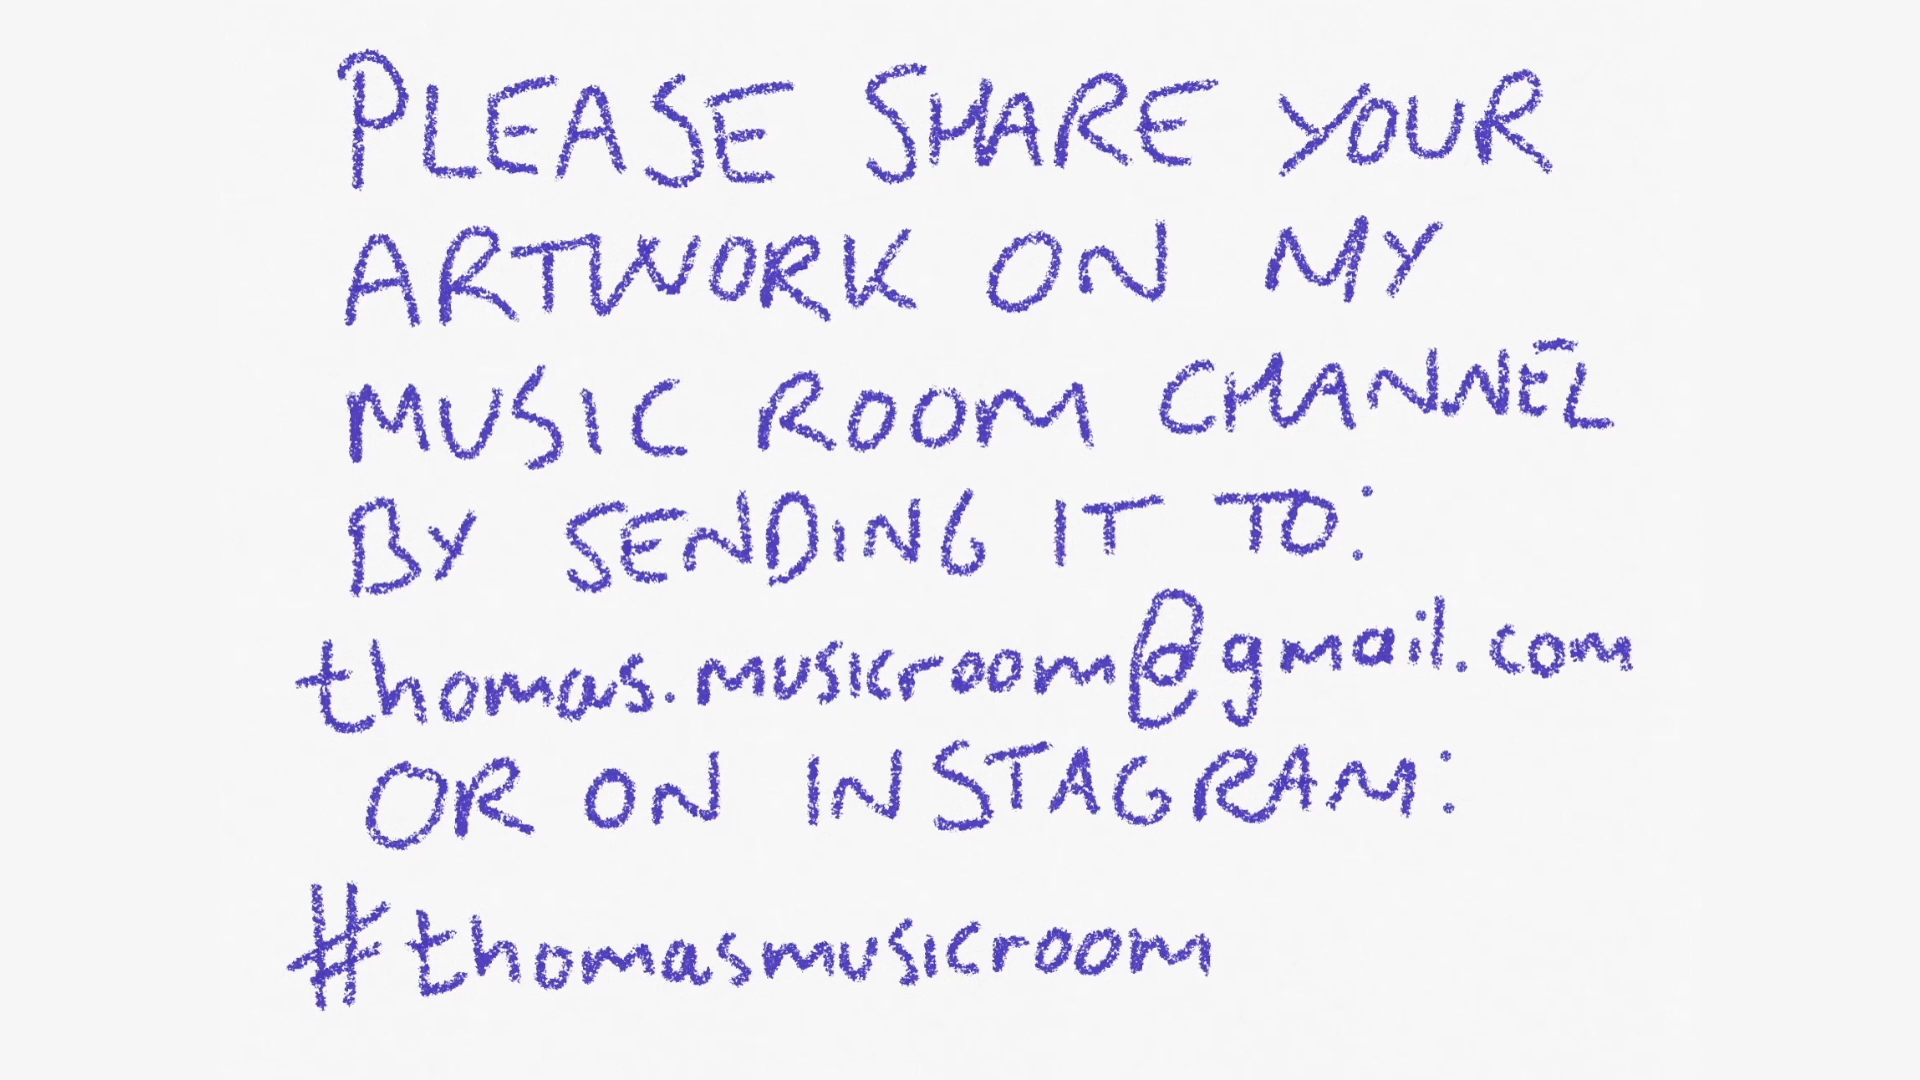 PLEASE SHARE YOUR
ARTWORK ON MY
MUSIC ROOM CHANNEL
BY SENDING IT TO:
thomas.musicroom@gmail.com
OR ON INSTAGRAM:
#thomasmusicroom